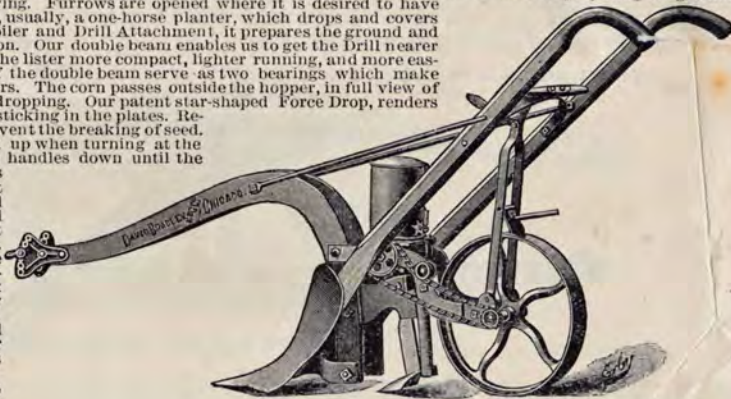 ring. Furrows are opened where it is desired to have
, usually, a one-horse planter, which drops and covers
oiler and Drill Attachment, it prepares the ground and
on. Our double beam enables us to get the Drill nearer
he lister more compact, lighter running, and more eas-
the double beam serve as two bearings which make
rs. The corn passes outside the hopper, in full view of
dropping. Our patent star-shaped Force Drop, renders
sticking in the plates. Re-
vent the breaking of seed.
up when turning at the
handles down until the
DAVID BRADLEY
CHICAGO, ILL.